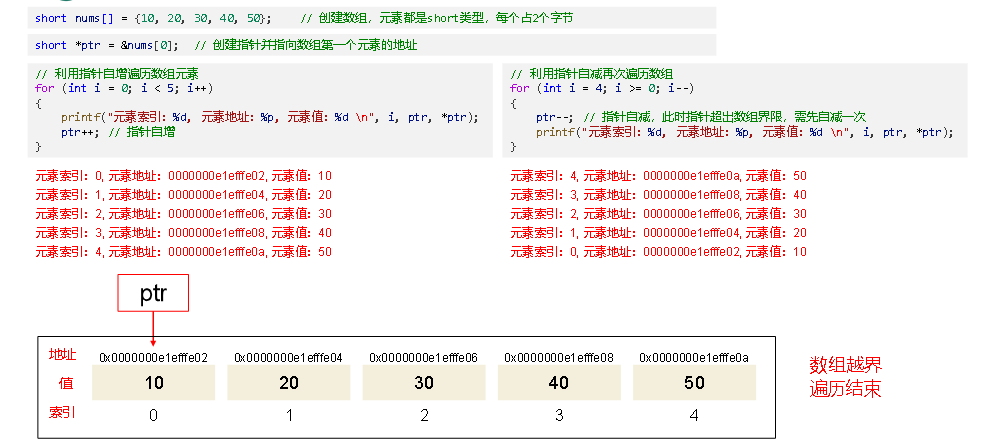 short nums[] = {10, 20, 30, 40, 50};    // 创建数组，元素都是short类型，每个占2个字节
short *ptr = &nums[0];  // 创建指针并指向数组第一个元素的地址
// 利用指针自增遍历数组元素
for (int i = 0; i < 5; i++)
{
    printf("元素索引：%d, 元素地址：%p, 元素值：%d \n", i, ptr, *ptr);
    ptr++; // 指针自增
}
元素索引：0, 元素地址：0000000e1efffe02, 元素值：10
元素索引：1, 元素地址：0000000e1efffe04, 元素值：20
元素索引：2, 元素地址：0000000e1efffe06, 元素值：30
元素索引：3, 元素地址：0000000e1efffe08, 元素值：40
元素索引：4, 元素地址：0000000e1efffe0a, 元素值：50
// 利用指针自减再次遍历数组
for (int i = 4; i >= 0; i--)
{
    ptr--; // 指针自减，此时指针超出数组界限，需先自减一次
    printf("元素索引：%d, 元素地址：%p, 元素值：%d \n", i, ptr, *ptr);
}
元素索引：4, 元素地址：0000000e1efffe0a, 元素值：50
元素索引：3, 元素地址：0000000e1efffe08, 元素值：40
元素索引：2, 元素地址：0000000e1efffe06, 元素值：30
元素索引：1, 元素地址：0000000e1efffe04, 元素值：20
元素索引：0, 元素地址：0000000e1efffe02, 元素值：10
ptr
地址 0x0000000e1efffe02 0x0000000e1efffe04 0x0000000e1efffe06 0x0000000e1efffe08 0x0000000e1efffe0a
值 10 20 30 40 50
索引 0 1 2 3 4
数组越界
遍历结束